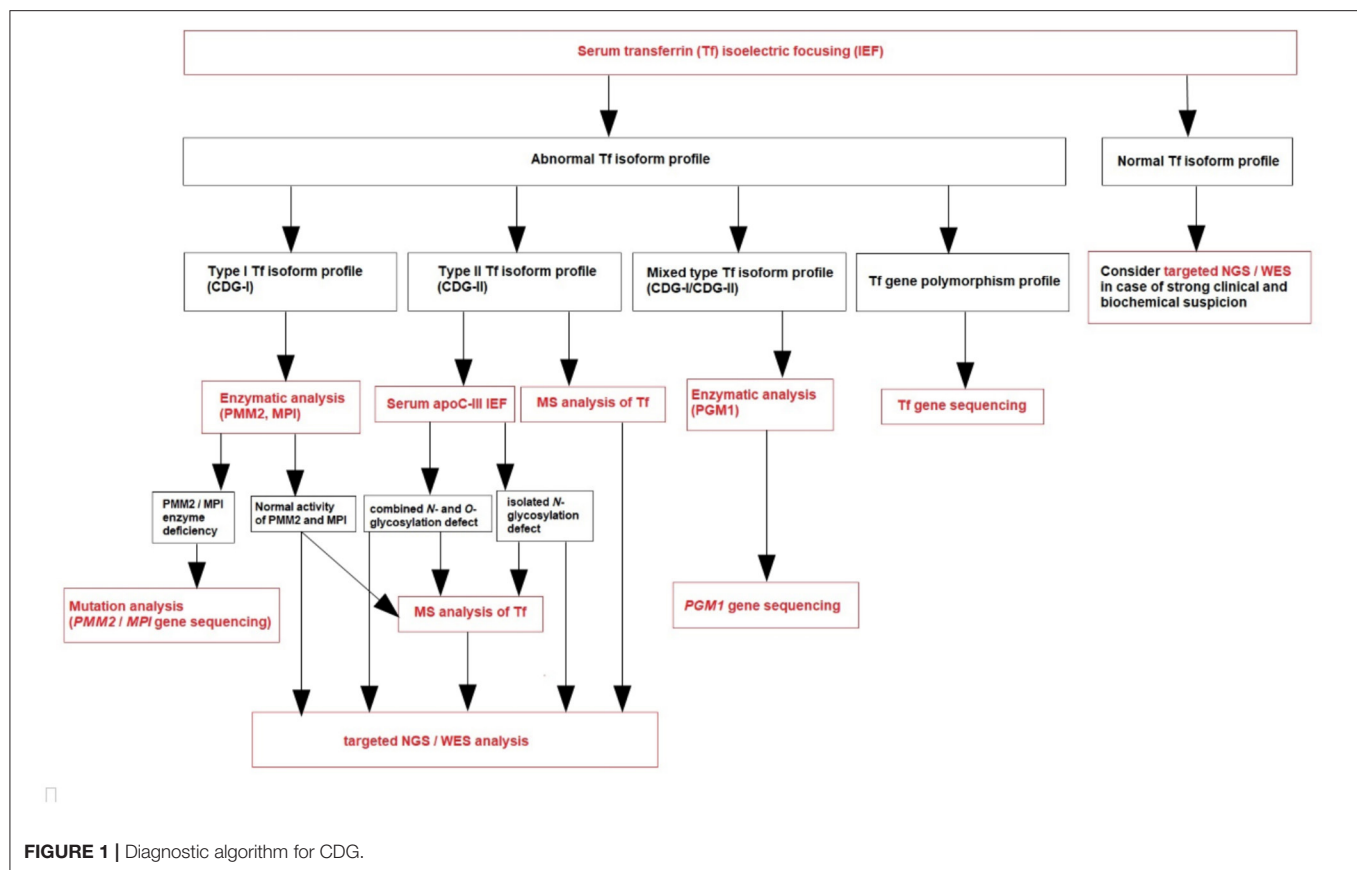 Serum transferrin (Tf) isoelectric focusing (IEF)
Abnormal Tf isoform profile
Normal Tf isoform profile
Type I Tf isoform profile
(CDG-I)
Type II Tf isoform profile
(CDG-II)
Mixed type Tf isoform profile
(CDG-I/CDG-II)
Tf gene polymorphism profile
Consider targeted NGS / WES
in case of strong clinical and
biochemical suspicion
Enzymatic analysis
(PMM2, MPI)
Serum apoC-III IEF
MS analysis of Tf
Enzymatic analysis
(PGM1)
Tf gene sequencing
PMM2 / MPI
enzyme
deficiency
Normal activity
of PMM2 and MPI
combined N- and O-
glycosylation defect
isolated N-
glycosylation
defect
Mutation analysis
(PMM2 / MPI gene sequencing)
MS analysis of Tf
PGM1 gene sequencing
targeted NGS / WES analysis
FIGURE 1 | Diagnostic algorithm for CDG.